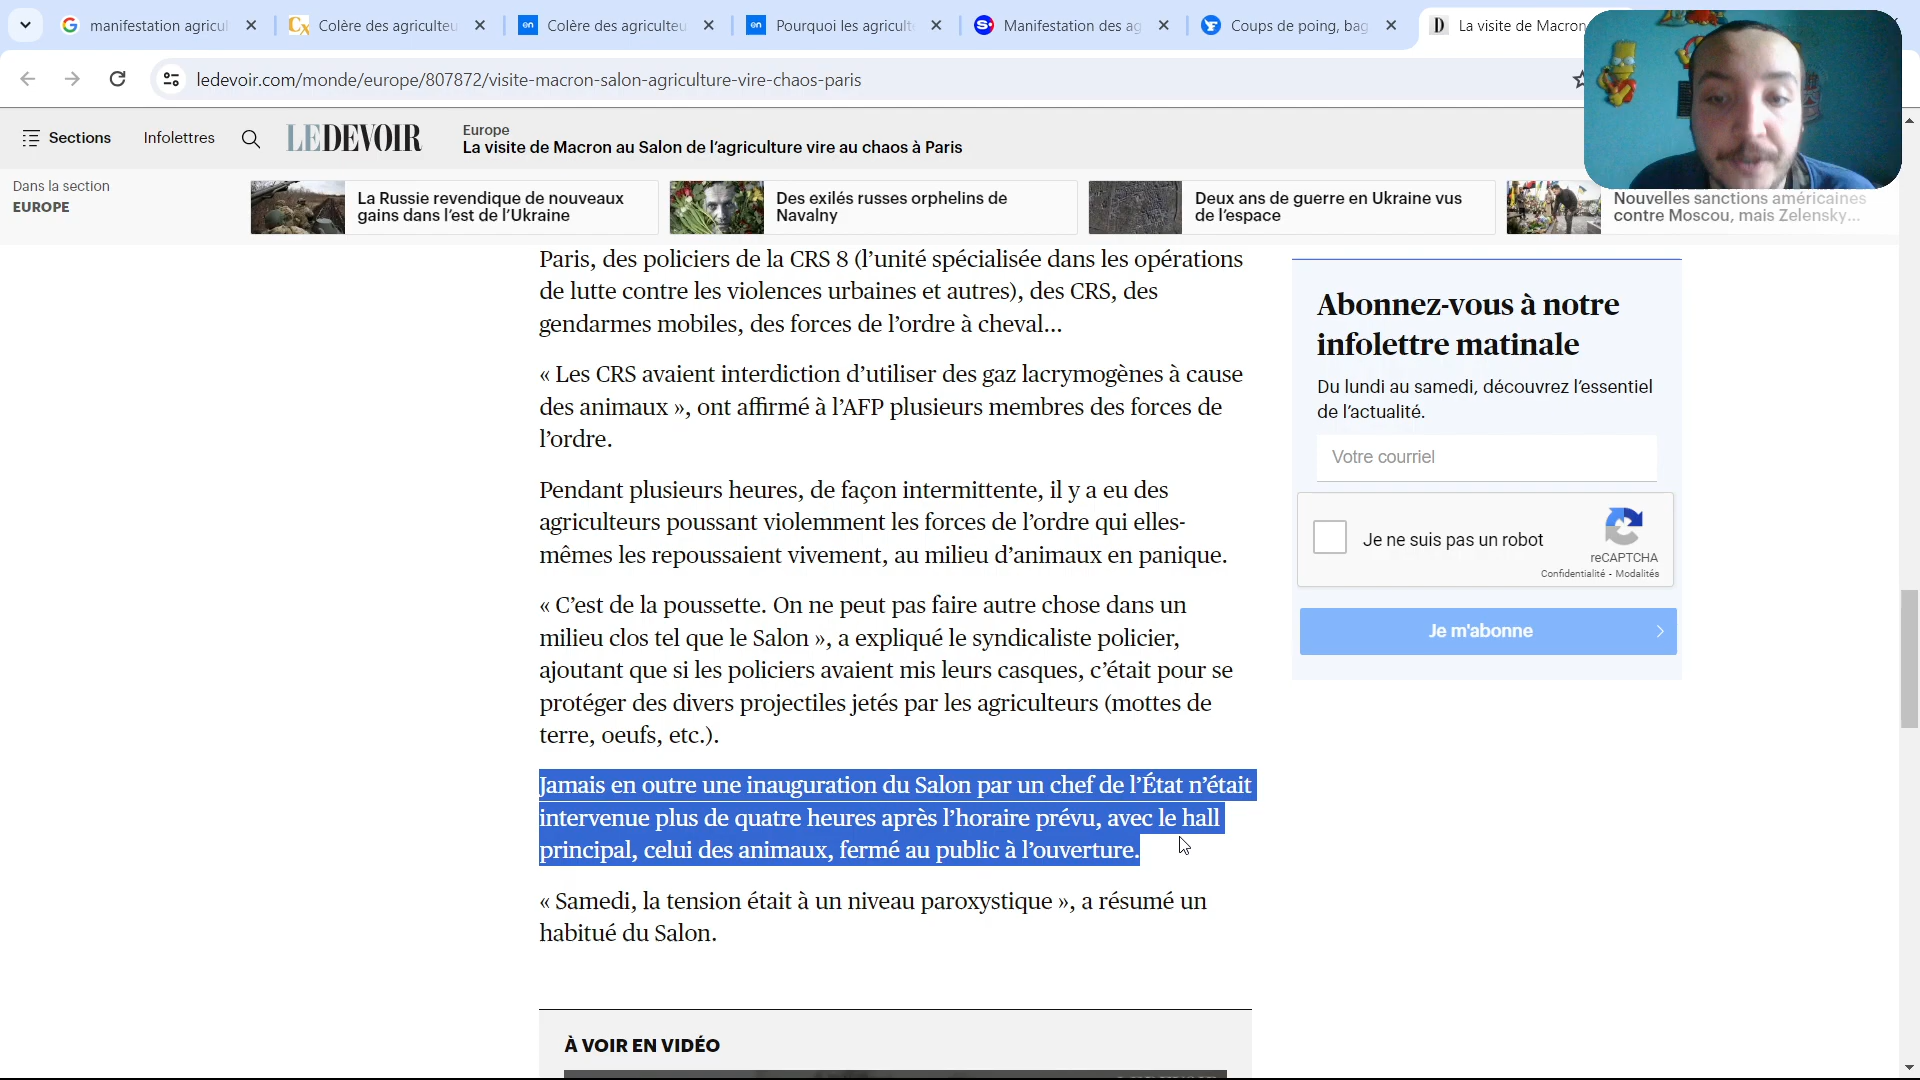 manifestation agricul
Colère des agriculteu
Colère des agriculteu
Pourquoi les agricult
Manifestation des ag
Coups de poing, bag
La visite de Macron
ledevoir.com/monde/europe/807872/visite-macron-salon-agriculture-vire-chaos-paris
Sections
Infolettres
LE DEVOIR
Europe
La visite de Macron au Salon de l'agriculture vire au chaos à Paris
Dans la section
EUROPE
La Russie revendique de nouveaux
gains dans l'est de l'Ukraine
Des exilés russes orphelins de
Navalny
Deux ans de guerre en Ukraine vus
de l'espace
Nouvelles sanctions américaines
contre Moscou, mais Zelensky...
Paris, des policiers de la CRS 8 (l'unité spécialisée dans les opérations
de lutte contre les violences urbaines et autres), des CRS, des
gendarmes mobiles, des forces de l'ordre à cheval…
« Les CRS avaient interdiction d'utiliser des gaz lacrymogènes à cause
des animaux », ont affirmé à l'AFP plusieurs membres des forces de
l'ordre.
Pendant plusieurs heures, de façon intermittente, il y a eu des
agriculteurs poussant violemment les forces de l'ordre qui elles-
mêmes les repoussaient vivement, au milieu d'animaux en panique.
« C'est de la poussette. On ne peut pas faire autre chose dans un
milieu clos tel que le Salon », a expliqué le syndicaliste policier,
ajoutant que si les policiers avaient mis leurs casques, c'était pour se
protéger des divers projectiles jetés par les agriculteurs (mottes de
terre, oeufs, etc.).
Jamais en outre une inauguration du Salon par un chef de l'État n'était
intervenue plus de quatre heures après l'horaire prévu, avec le hall
principal, celui des animaux, fermé au public à l'ouverture.
« Samedi, la tension était à un niveau paroxystique », a résumé un
habitué du Salon.
À VOIR EN VIDÉO
Abonnez-vous à notre
infolettre matinale
Du lundi au samedi, découvrez l'essentiel
de l'actualité.
Votre courriel
Je ne suis pas un robot
reCAPTCHA
Confidentialité - Modalités
Je m'abonne